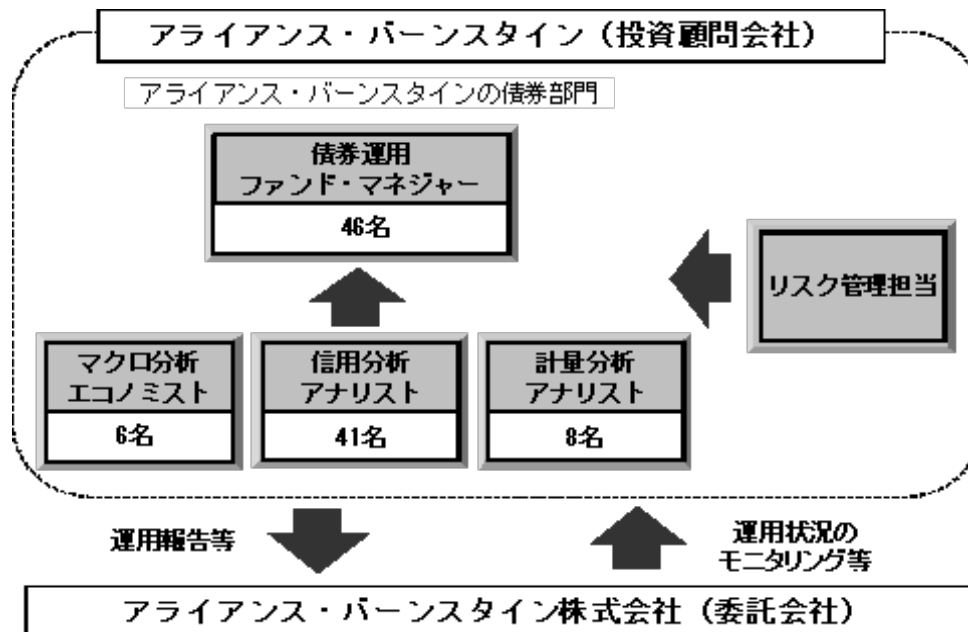 アライアンス・バーンスタイン（投資顧問会社）
アライアンス・バーンスタインの債券部門
債券運用
ファンド・マネジャー
46名
リスク管理担当
マクロ分析
エコノミスト
6名
信用分析
アナリスト
41名
計量分析
アナリスト
8名
運用報告等
運用状況の
モニタリング等
アライアンス・バーンスタイン株式会社（委託会社）